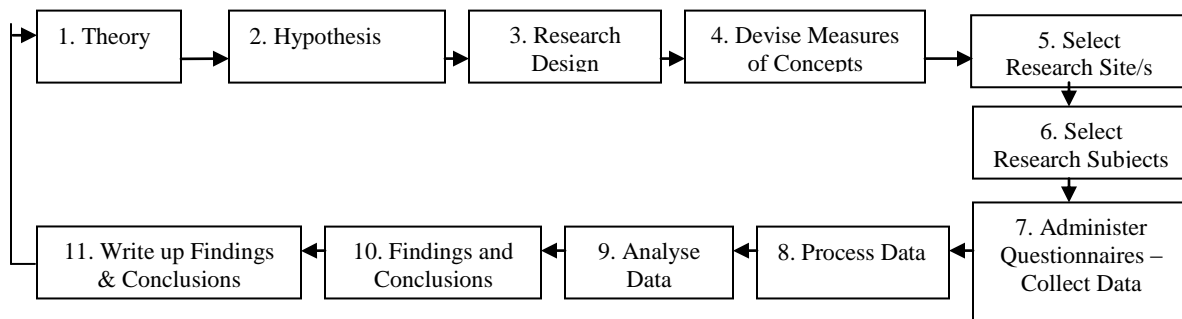 1. Theory
2. Hypothesis
3. Research
Design
4. Devise Measures
of Concepts
5. Select
Research Site/s
6. Select
Research Subjects
7. Administer
Questionnaires –
Collect Data
8. Process Data
9. Analyse
Data
10. Findings and
Conclusions
11. Write up Findings
& Conclusions